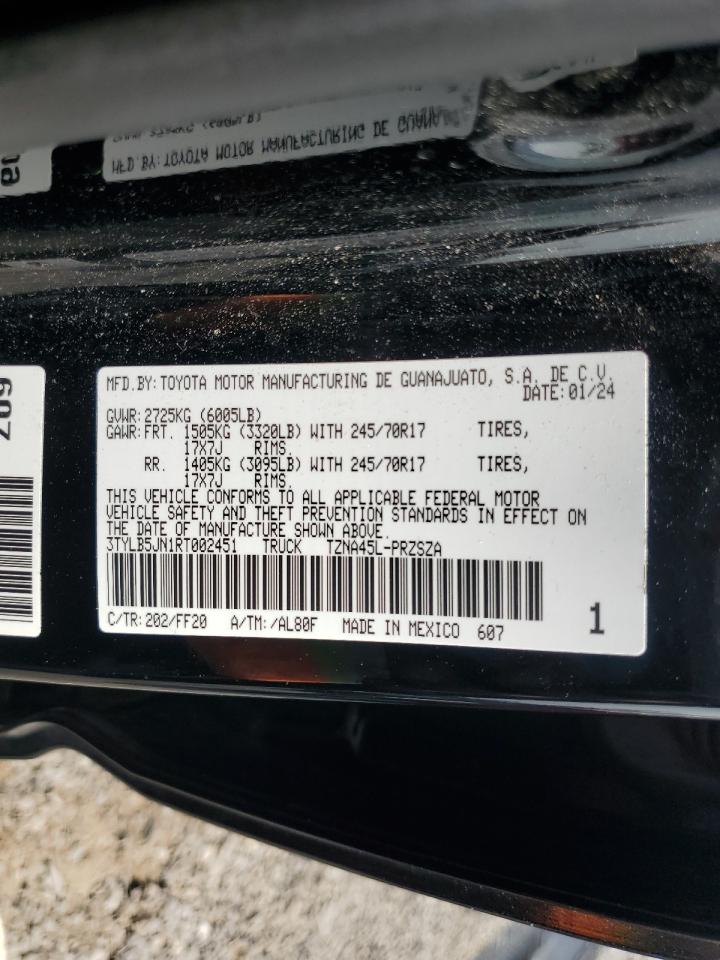 MFD.BY:TOYOTA MOTOR MANUFACTURING DE GUANA
607
MFD.BY:TOYOTA MOTOR MANUFACTURING DE GUANAJUATO, S.A. DE C.V.
DATE:01/24
GVWR:2725KG (6005LB)
GAWR:FRT. 1505KG (3320LB) WITH 245/70R17 TIRES,
17X7J RIMS.
RR. 1405KG (3095LB) WITH 245/70R17 TIRES,
17X7J RIMS.
THIS VEHICLE CONFORMS TO ALL APPLICABLE FEDERAL MOTOR
VEHICLE SAFETY AND THEFT PREVENTION STANDARDS IN EFFECT ON
THE DATE OF MANUFACTURE SHOWN ABOVE.
3TYLB5JN1RT002451 TRUCK TZNA45L-PRZSZA
C/TR:202/FF20 A/TM:/AL80F MADE IN MEXICO 607
1